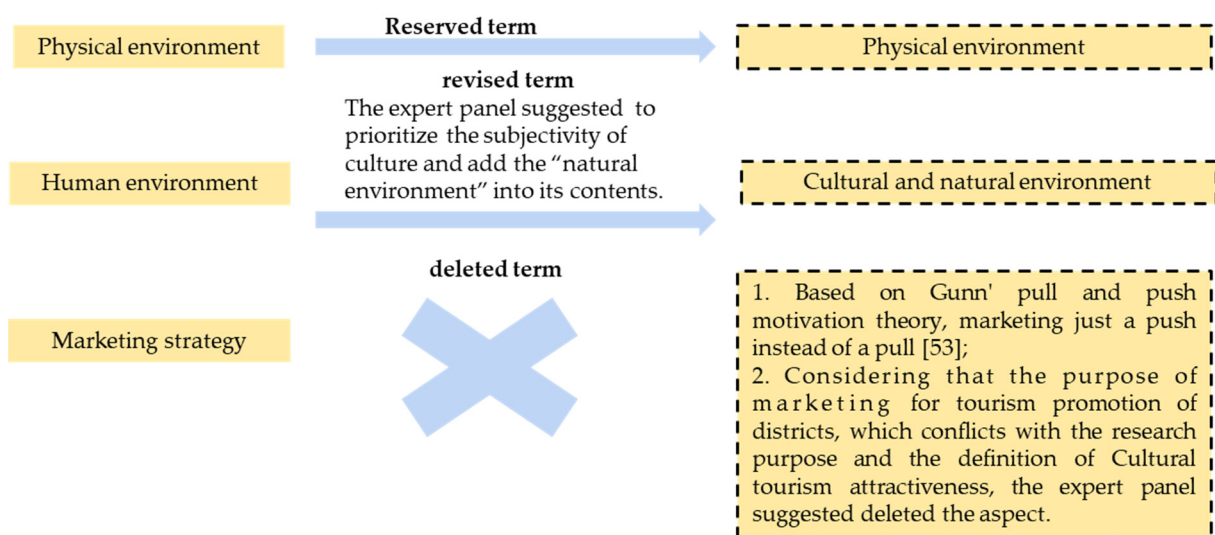 Physical environment
Reserved term
Physical environment
revised term
The expert panel suggested to
prioritize the subjectivity of
culture and add the “natural
environment” into its contents.
Human environment
Cultural and natural environment
deleted term
Marketing strategy
1. Based on Gunn' pull and push
motivation theory, marketing just a push
instead of a pull [53];
2. Considering that the purpose of
marketing for tourism promotion of
districts, which conflicts with the research
purpose and the definition of Cultural
tourism attractiveness, the expert panel
suggested deleted the aspect.